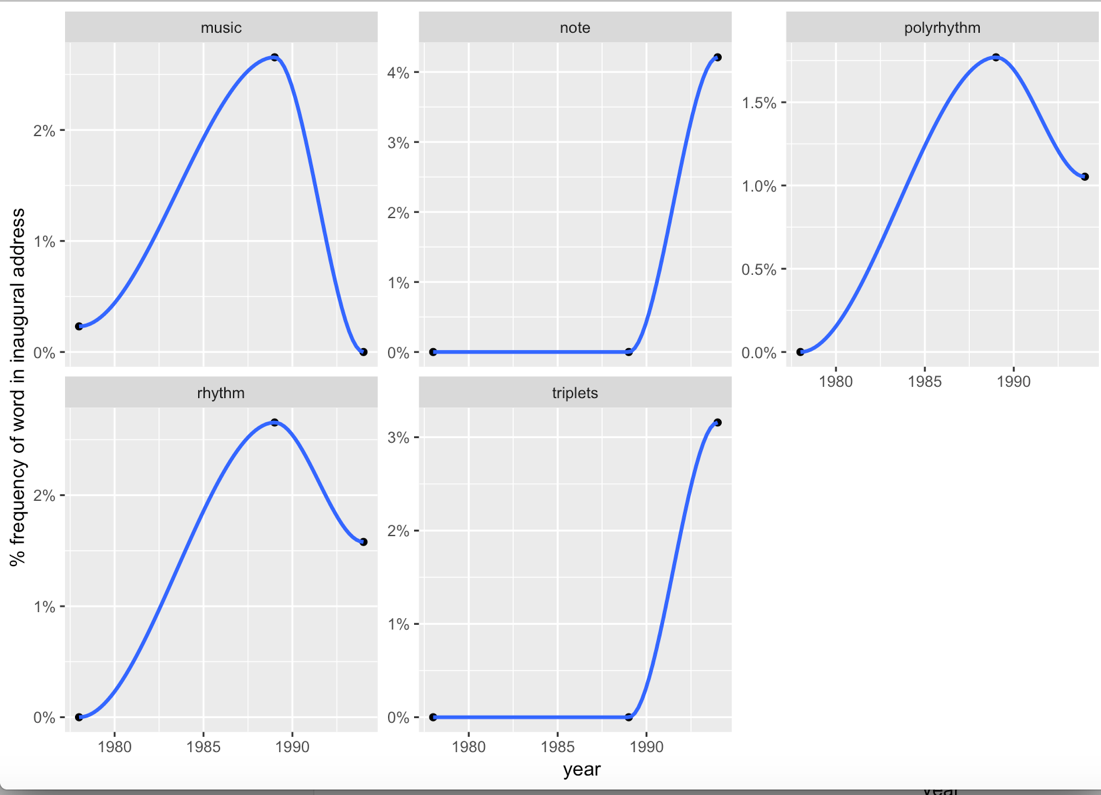 music
note
polyrhythm
2%
1%
0%
4%
3%
2%
1%
0%
1.5%
1.0%
0.5%
0.0%
1980 1985 1990
rhythm
triplets
2%
1%
0%
3%
2%
1%
0%
1980 1985 1990
1980 1985 1990
% frequency of word in inaugural address
year
year